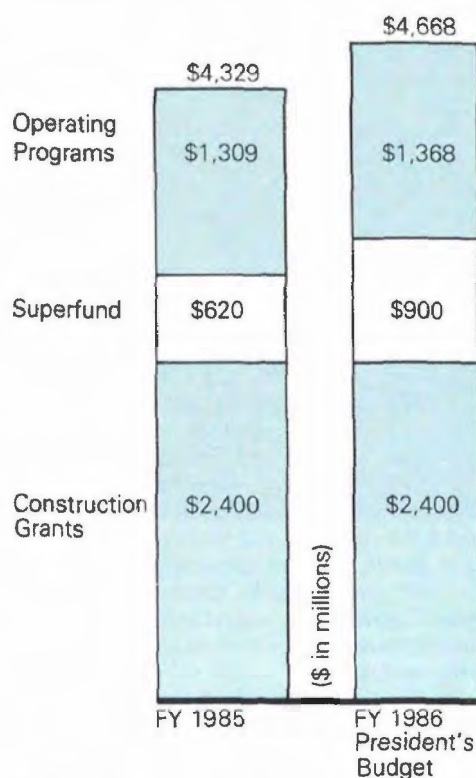 $4,329
$4,668
Operating
Programs
$1,309
$1,368
Superfund
$620
$900
Construction
Grants
$2,400
$2,400
($ in millions)
FY 1985
FY 1986
President's
Budget